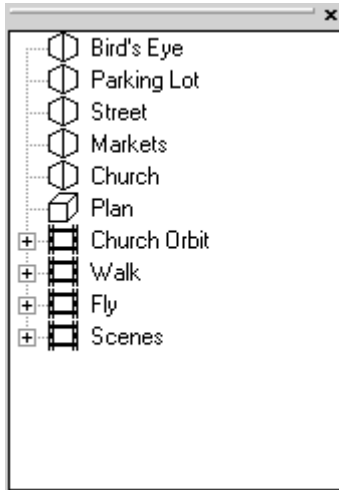 Bird's Eye
Parking Lot
Street
Markets
Church
Plan
Church Orbit
Walk
Fly
Scenes